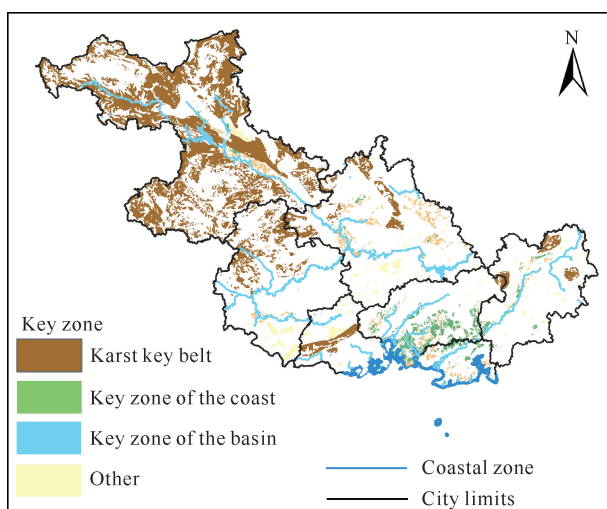 N
Key zone
Karst key belt
Key zone of the coast
Key zone of the basin
Other
Coastal zone
City limits